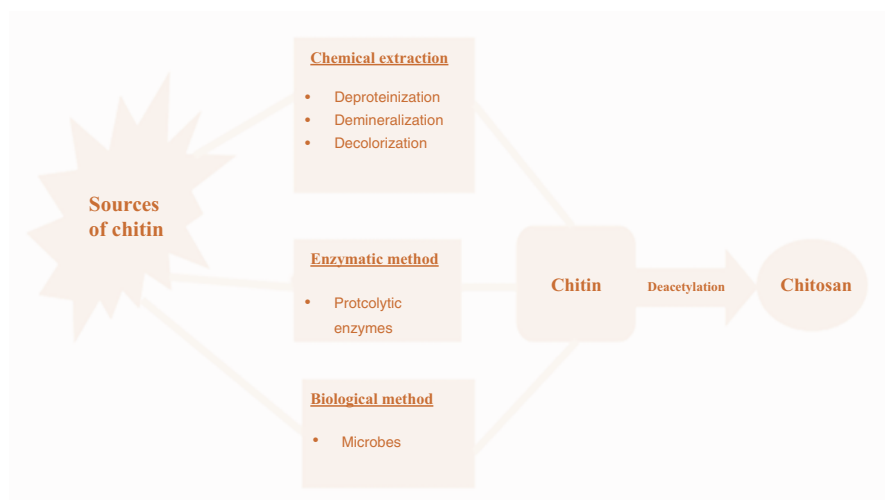 Sources
of chitin
Chemical extraction
• Deproteinization
• Demineralization
• Decolorization
Enzymatic method
• Protcolytic
enzymes
Biological method
• Microbes
Chitin
Deacetylation
Chitosan